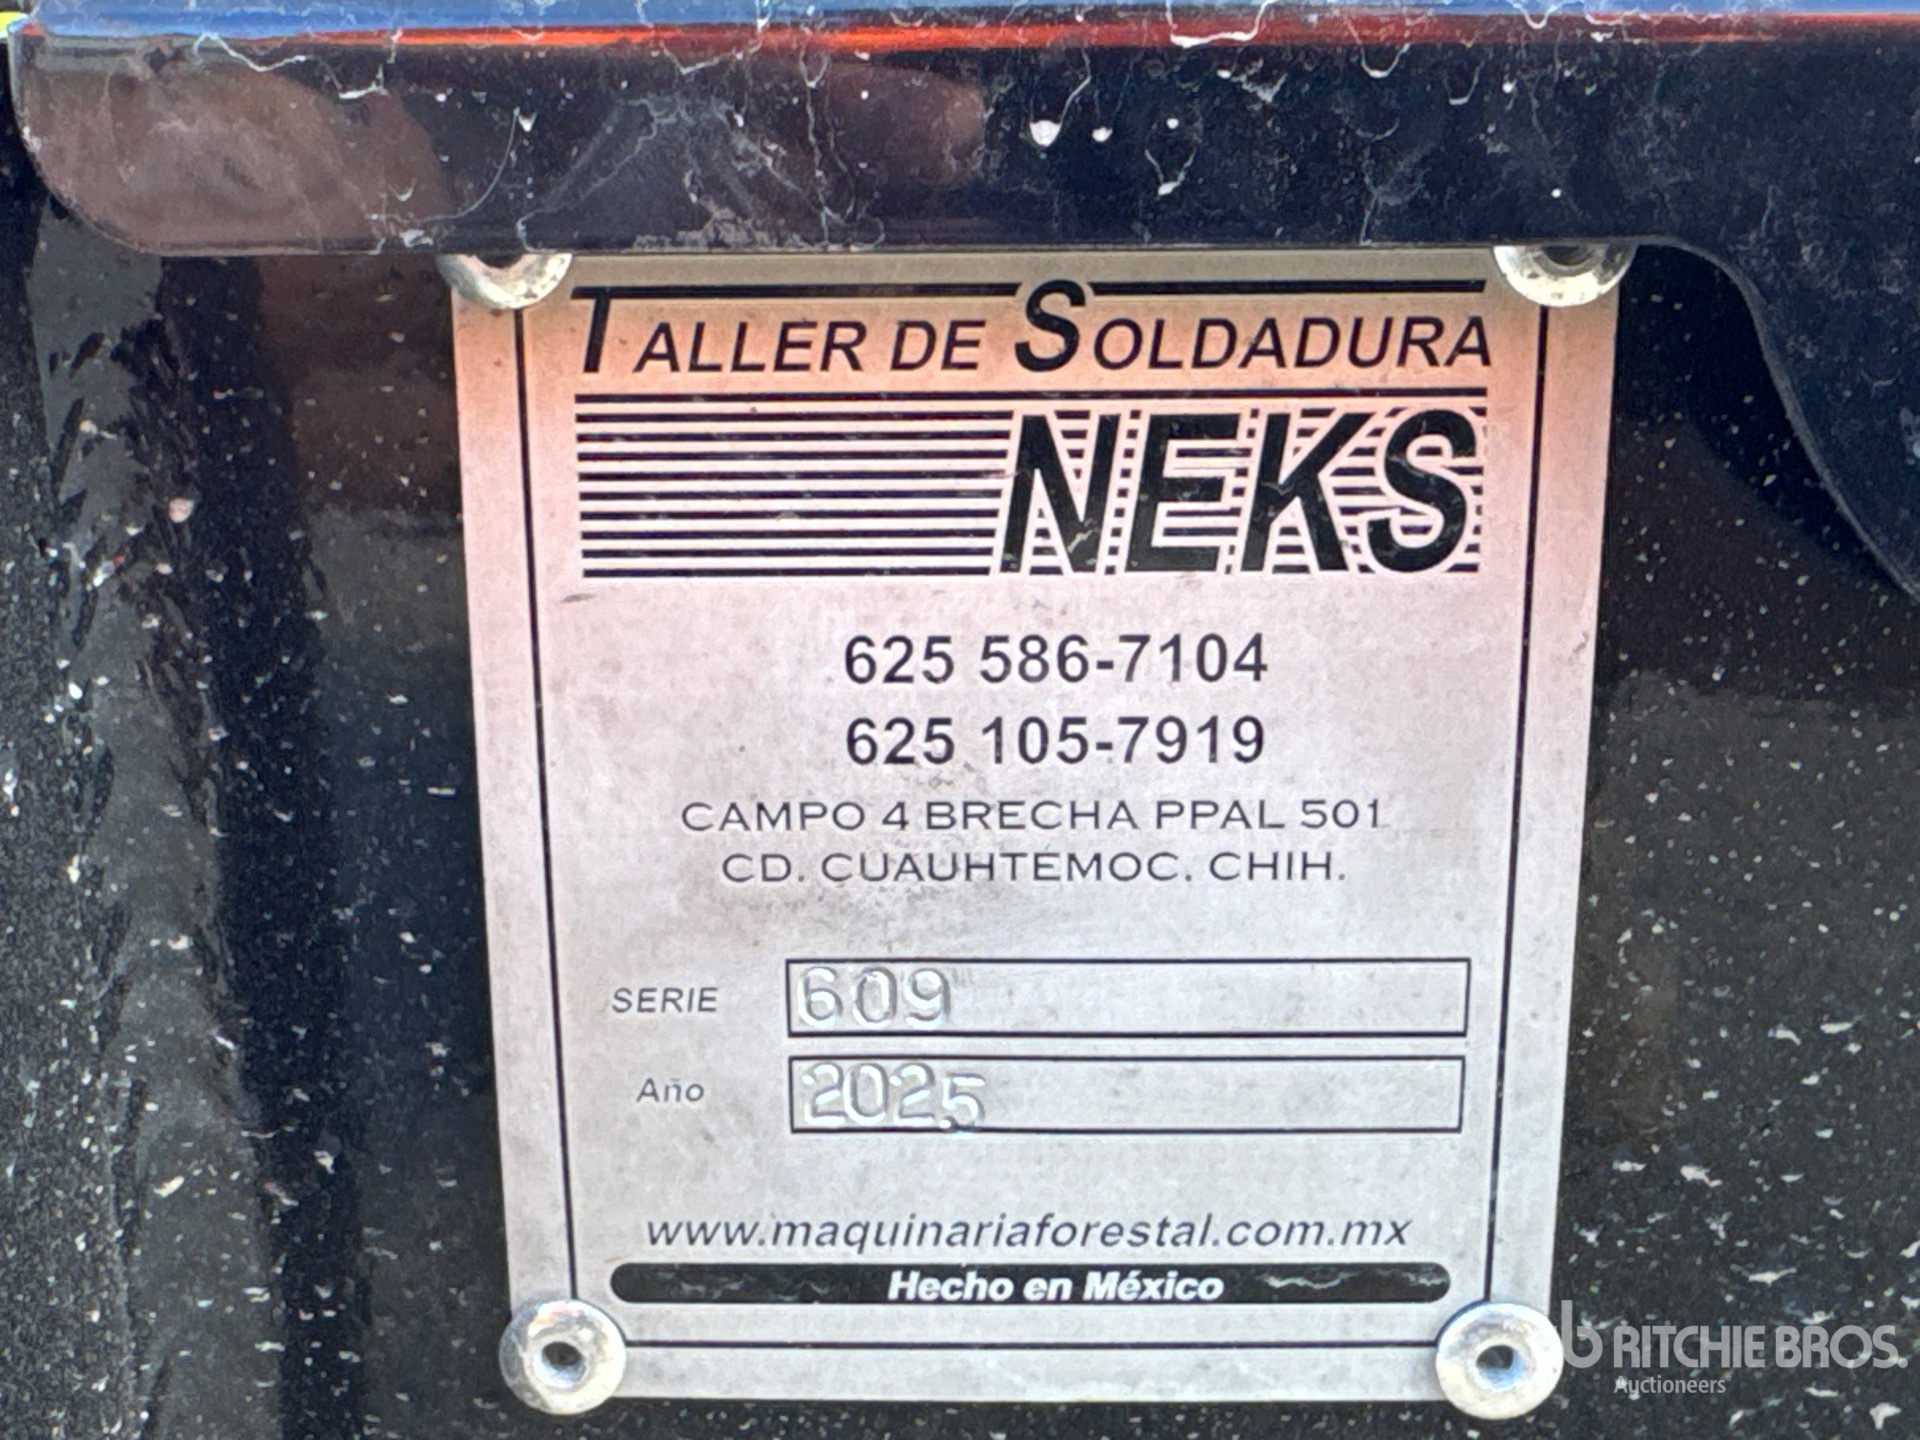 TALLER DE SOLDADURA
NEKS
625 586-7104
625 105-7919
CAMPO 4 BRECHA PPAL 501
CD. CUAUHTEMOC. CHIH.
SERIE 609
Año 2025
www.maquinariaforestal.com.mx
Hecho en México
RITCHIE BROS.
Auctioneers